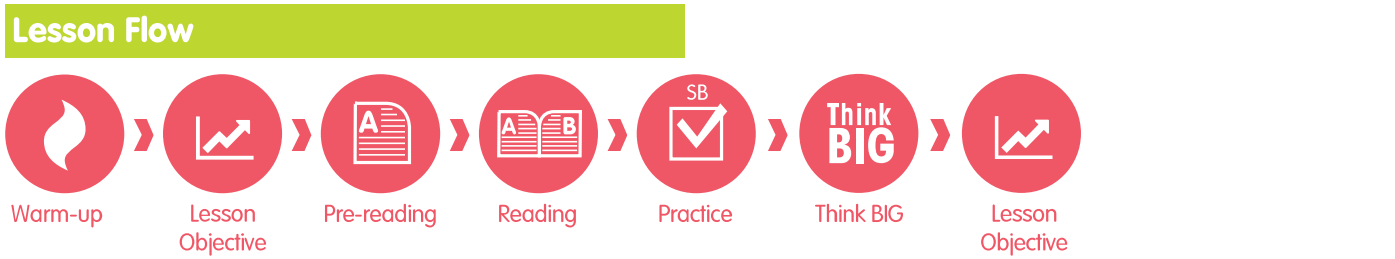 Lesson Flow
A
A B
SB
Think
BIG
Warm-up
Lesson
Objective
Pre-reading
Reading
Practice
Think BIG
Lesson
Objective